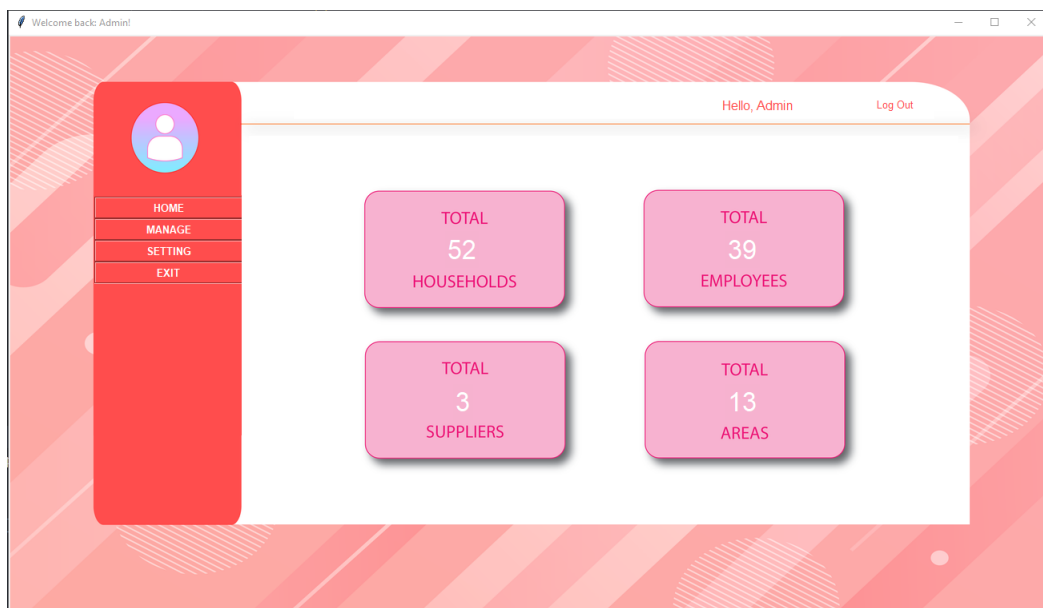 Welcome back: Admin!
Hello, Admin
Log Out
HOME
MANAGE
SETTING
EXIT
TOTAL
52
HOUSEHOLDS
TOTAL
39
EMPLOYEES
TOTAL
3
SUPPLIERS
TOTAL
13
AREAS